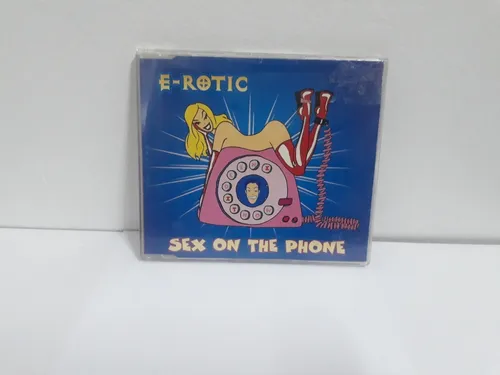 E-ROTIC
SEX ON THE PHONE